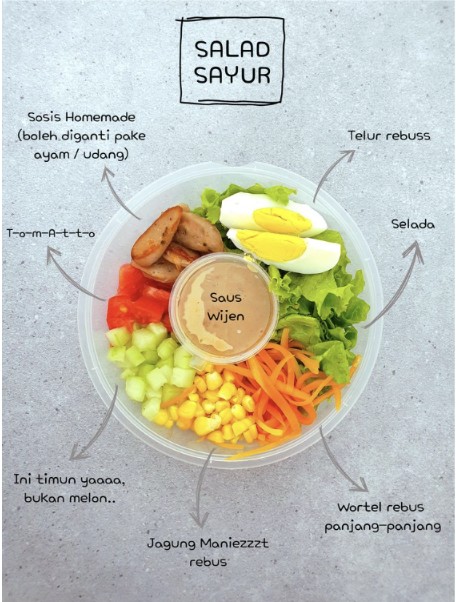 SALAD
SAYUR
Sosis Homemade
(boleh diganti pake
ayam / udang)
Telur rebuss
T-o-m-A-t-t-o
Selada
Saus
Wijen
Ini timun yaaaa,
bukan melon..
Wortel rebus
panjang-panjang
Jagung Maniezzzt
rebus